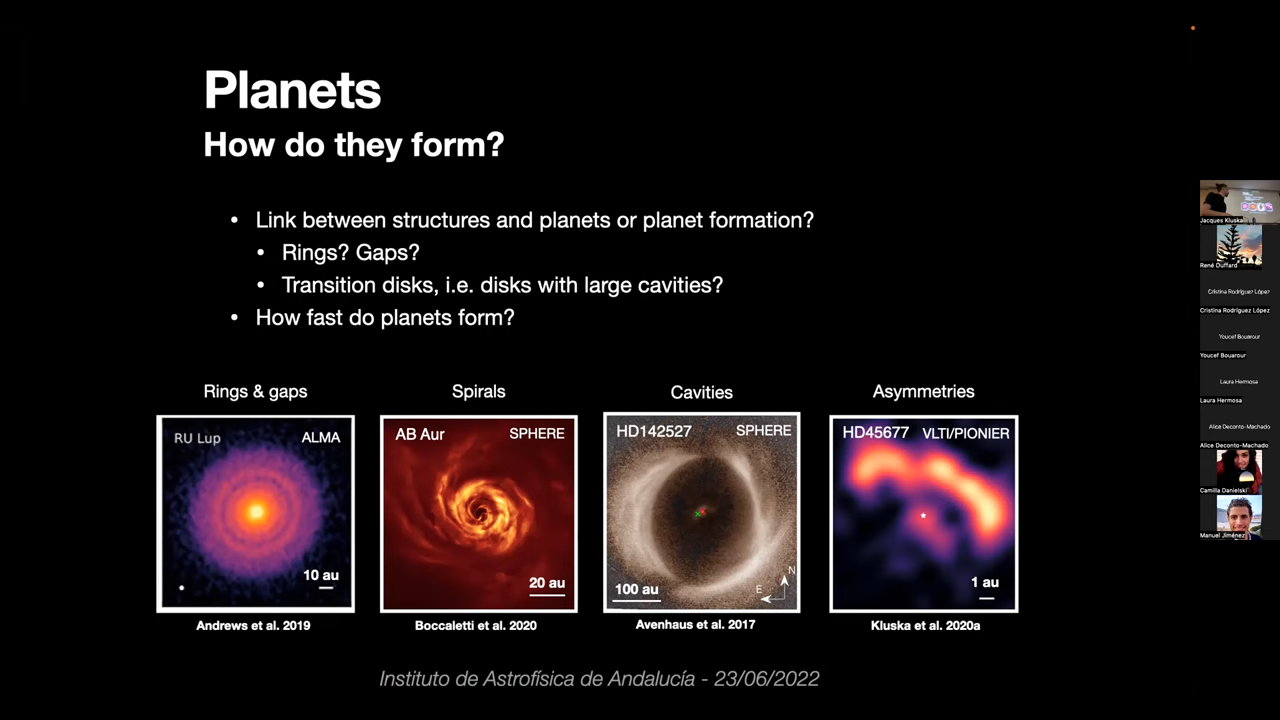 Planets
How do they form?
• Link between structures and planets or planet formation?
• Rings? Gaps?
• Transition disks, i.e. disks with large cavities?
• How fast do planets form?
Rings & gaps
RU Lup
ALMA
10 au
Andrews et al. 2019
Spirals
AB Aur
SPHERE
20 au
Boccaletti et al. 2020
Cavities
HD142527
SPHERE
100 au
N
E
Avenhaus et al. 2017
Asymmetries
HD45677
VLTI/PIONIER
1 au
Kluska et al. 2020a
Instituto de Astrofísica de Andalucía - 23/06/2022
Jacques Kluska
René Duffard
Cristina Rodríguez López
Cristina Rodríguez López
Youcef Bouarour
Youcef Bouarour
Laura Hermosa
Laura Hermosa
Alice Deconto-Machado
Alice Deconto-Machado
Camilla Danielski
Manuel Jiménez